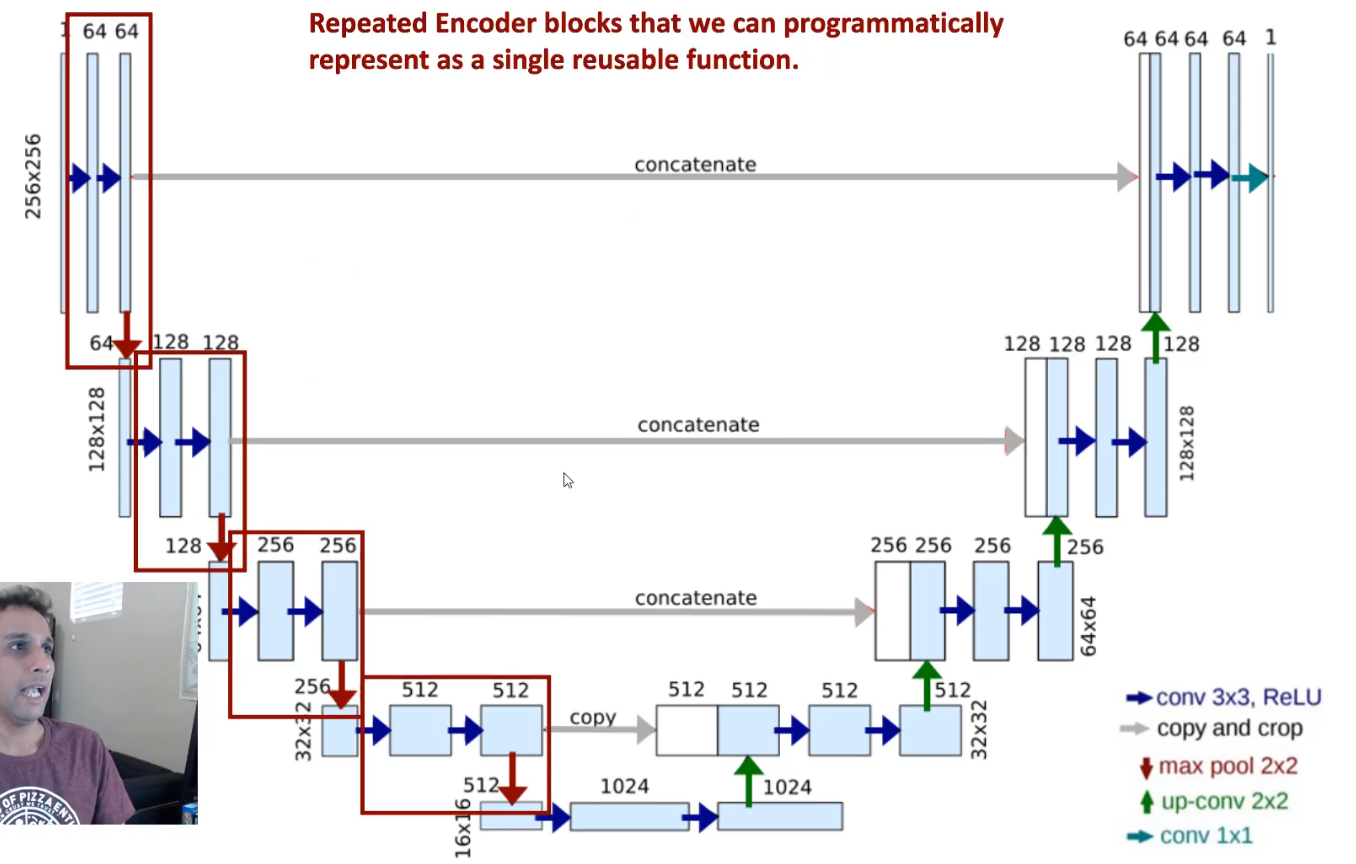 Repeated Encoder blocks that we can programmatically
represent as a single reusable function.
1 64 64
64 64 64 64 1
256x256
concatenate
64 128 128
128 128 128 128
128x128
concatenate
128x128
128 256 256
256 256 256 256
concatenate
64x64
256 512 512
512 512 512 512
32x32
copy
32x32
512 1024 1024
16x16
conv 3x3, ReLU
copy and crop
max pool 2x2
up-conv 2x2
conv 1x1
OF PIZZA